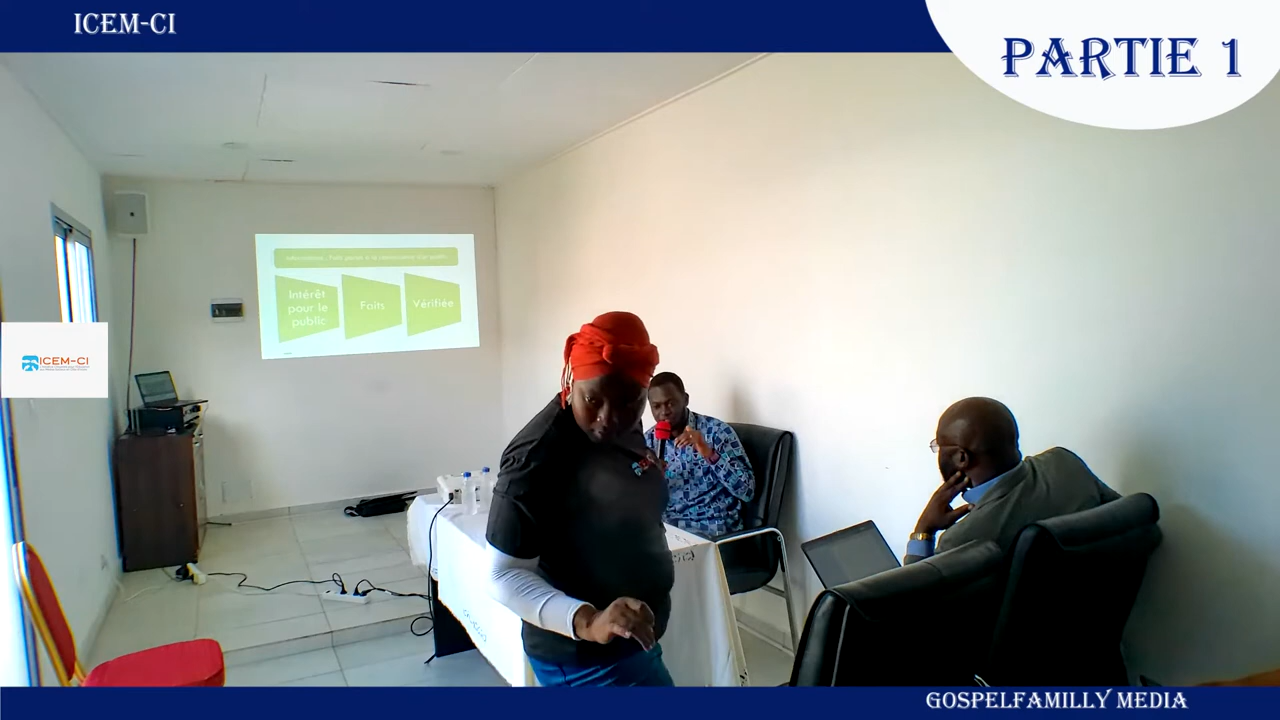 ICEM-CI
PARTIE 1
Intérêt
pour le
public
Faits
Vérifiée
ICEM-CI
GOSPELFAMILLY MEDIA